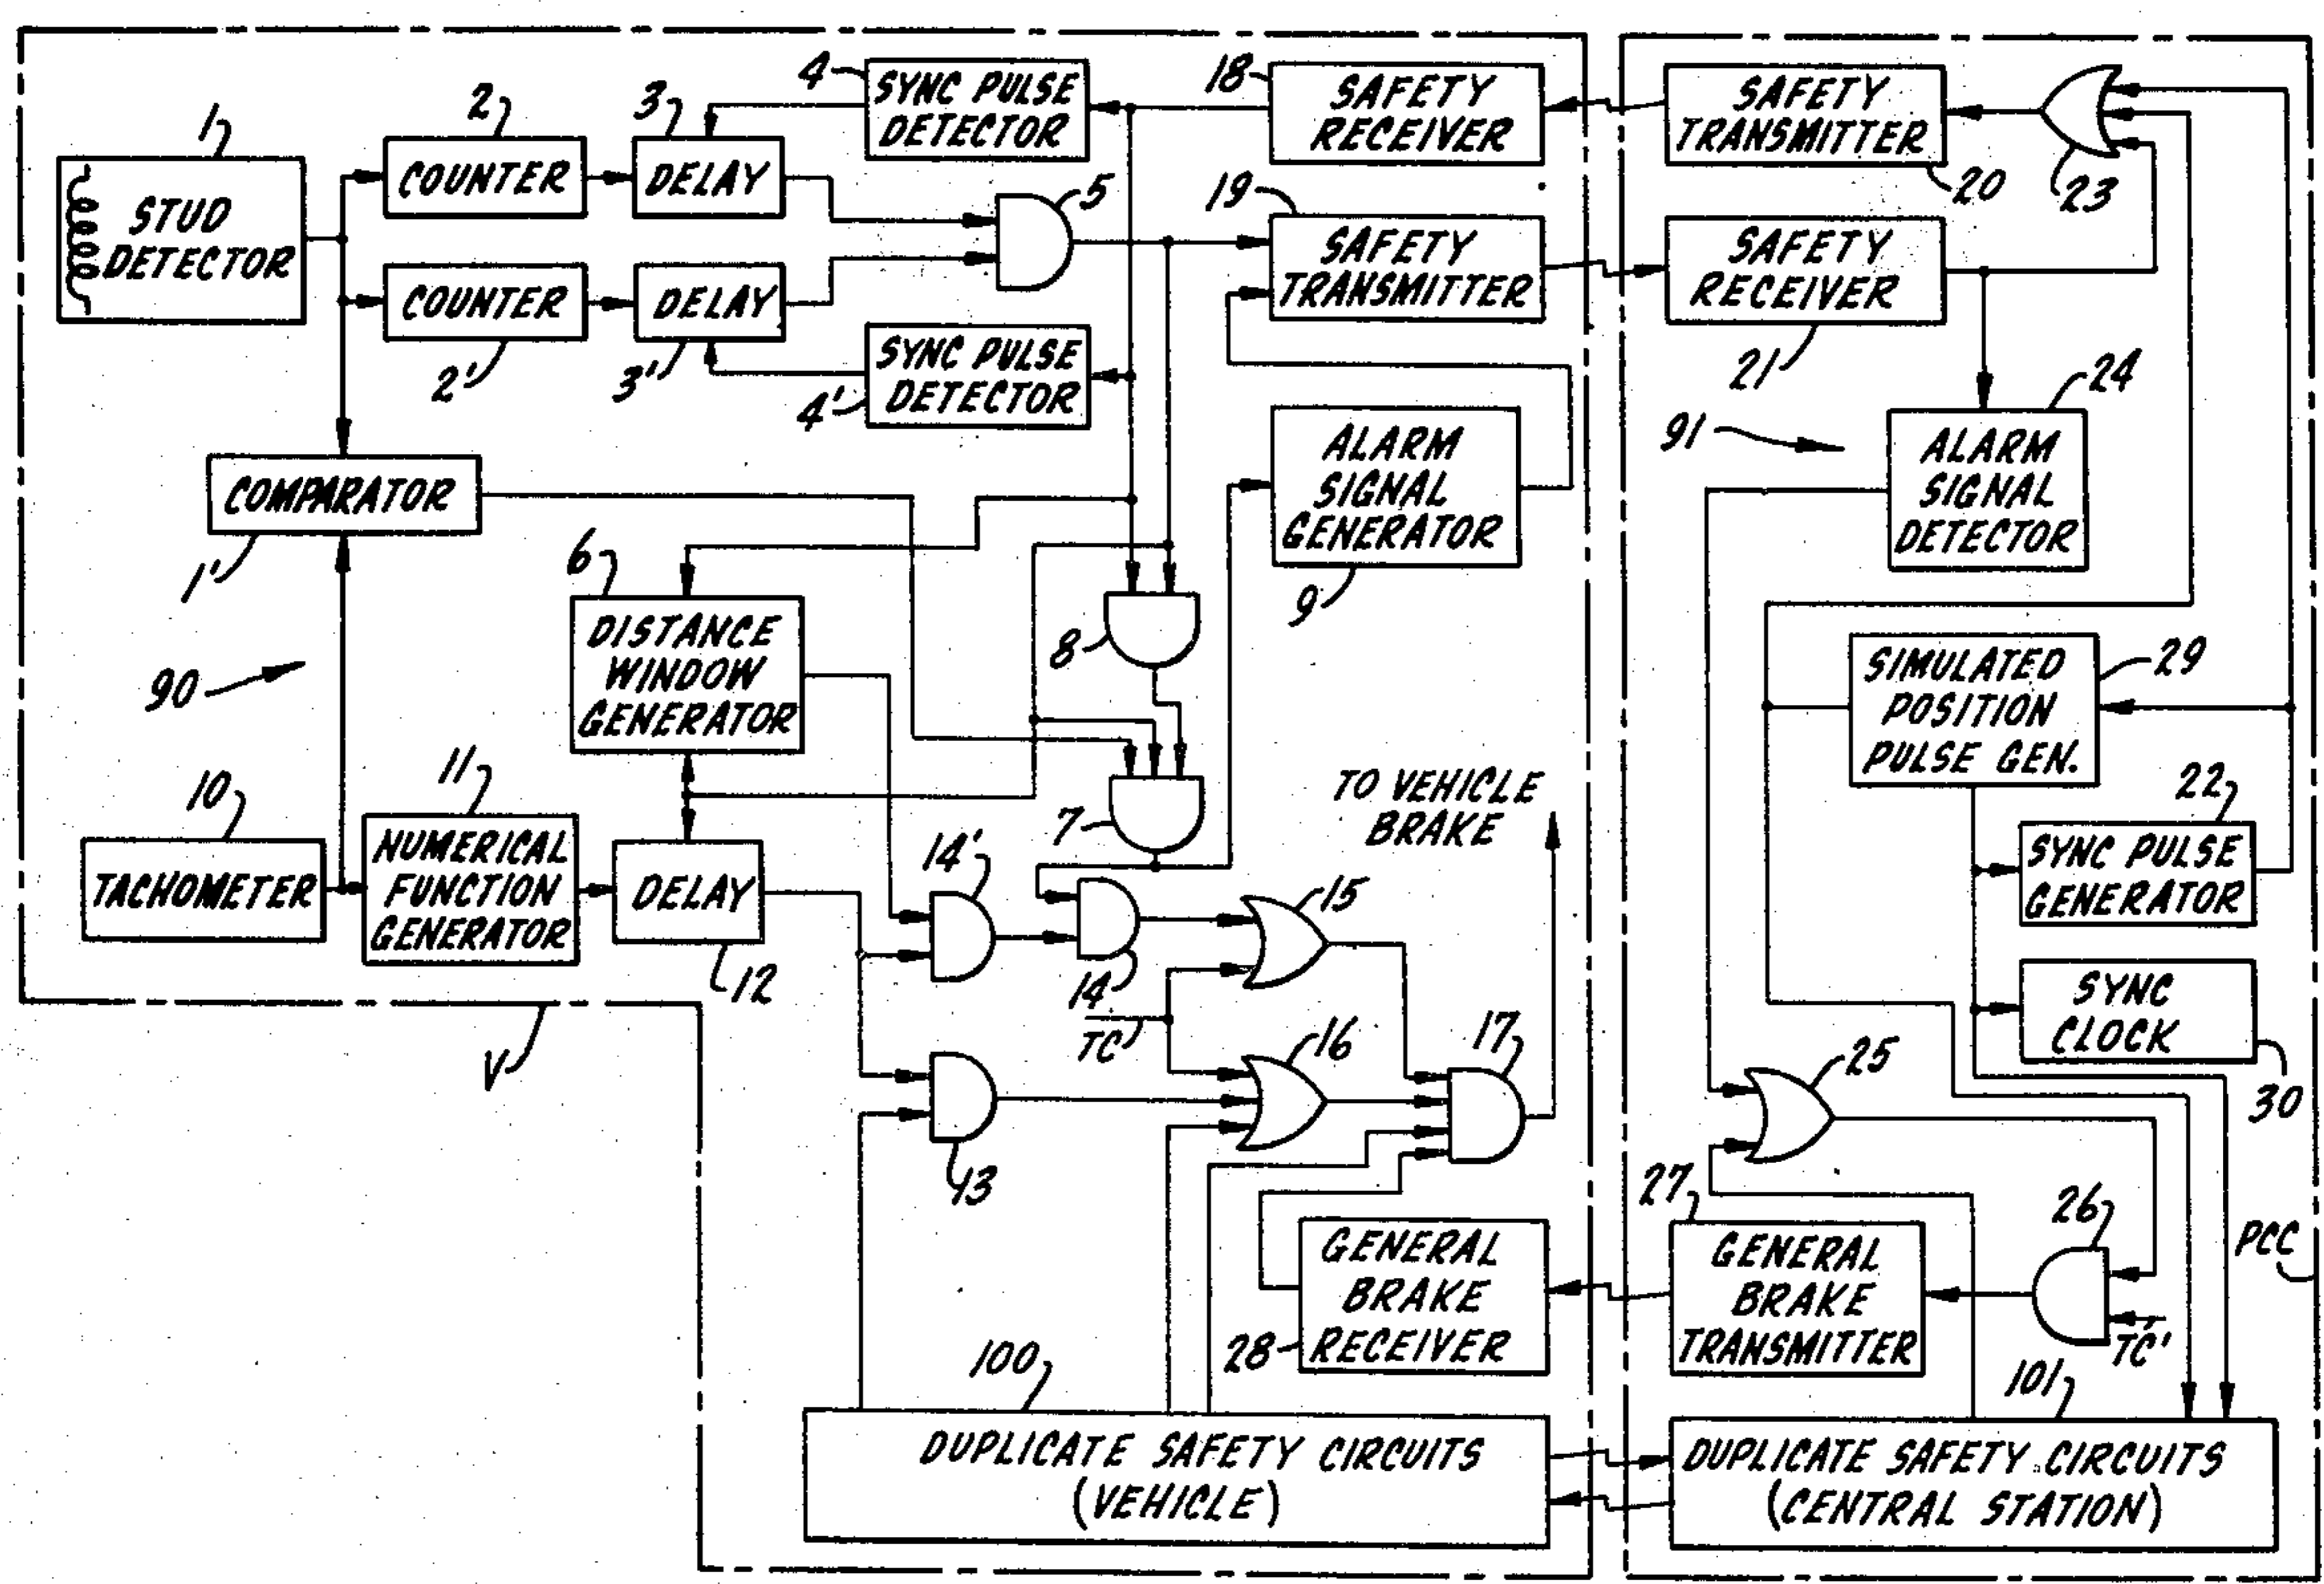 1
STUD
DETECTOR
2
COUNTER
3
DELAY
4
SYNC PULSE
DETECTOR
5
18
SAFETY
RECEIVER
SAFETY
TRANSMITTER
20
23
COUNTER
2'
DELAY
3'
SYNC PULSE
DETECTOR
4'
19
SAFETY
TRANSMITTER
SAFETY
RECEIVER
21
COMPARATOR
1'
ALARM
SIGNAL
GENERATOR
9
91
24
ALARM
SIGNAL
DETECTOR
90
6
DISTANCE
WINDOW
GENERATOR
8
7
29
SIMULATED
POSITION
PULSE GEN.
10
TACHOMETER
11
NUMERICAL
FUNCTION
GENERATOR
DELAY
12
14'
14
TO VEHICLE
BRAKE
15
22
SYNC PULSE
GENERATOR
SYNC
CLOCK
30
V
TC
16
17
13
25
27
GENERAL
BRAKE
TRANSMITTER
GENERAL
BRAKE
RECEIVER
28
26
TC'
PCC
100
DUPLICATE SAFETY CIRCUITS
(VEHICLE)
101
DUPLICATE SAFETY CIRCUITS
(CENTRAL STATION)